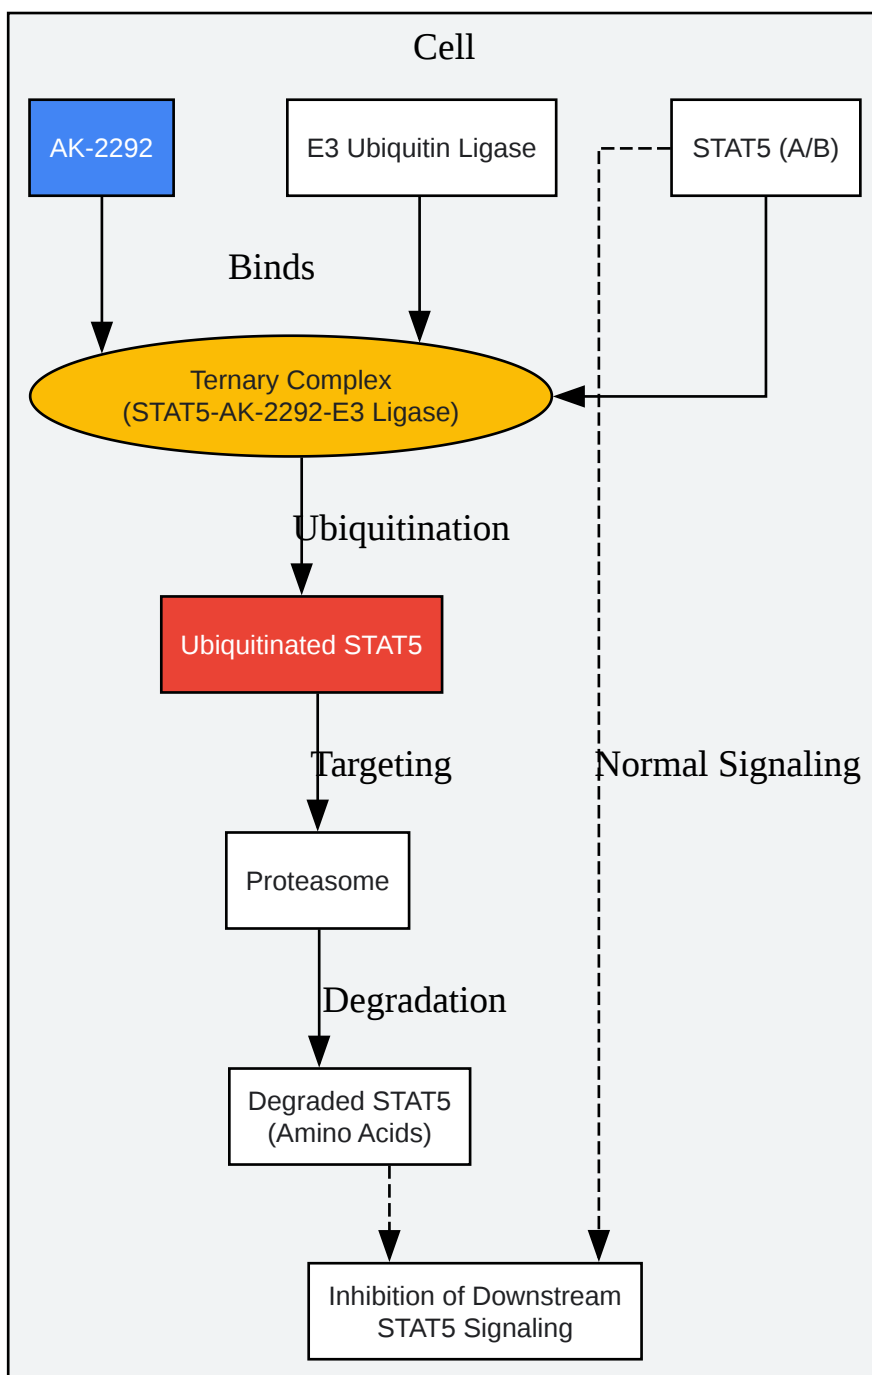 Cell
AK-2292
E3 Ubiquitin Ligase
STAT5 (A/B)
Binds
Ternary Complex
(STAT5-AK-2292-E3 Ligase)
Ubiquitination
Ubiquitinated STAT5
Targeting
Normal Signaling
Proteasome
Degradation
Degraded STAT5
(Amino Acids)
Inhibition of Downstream
STAT5 Signaling